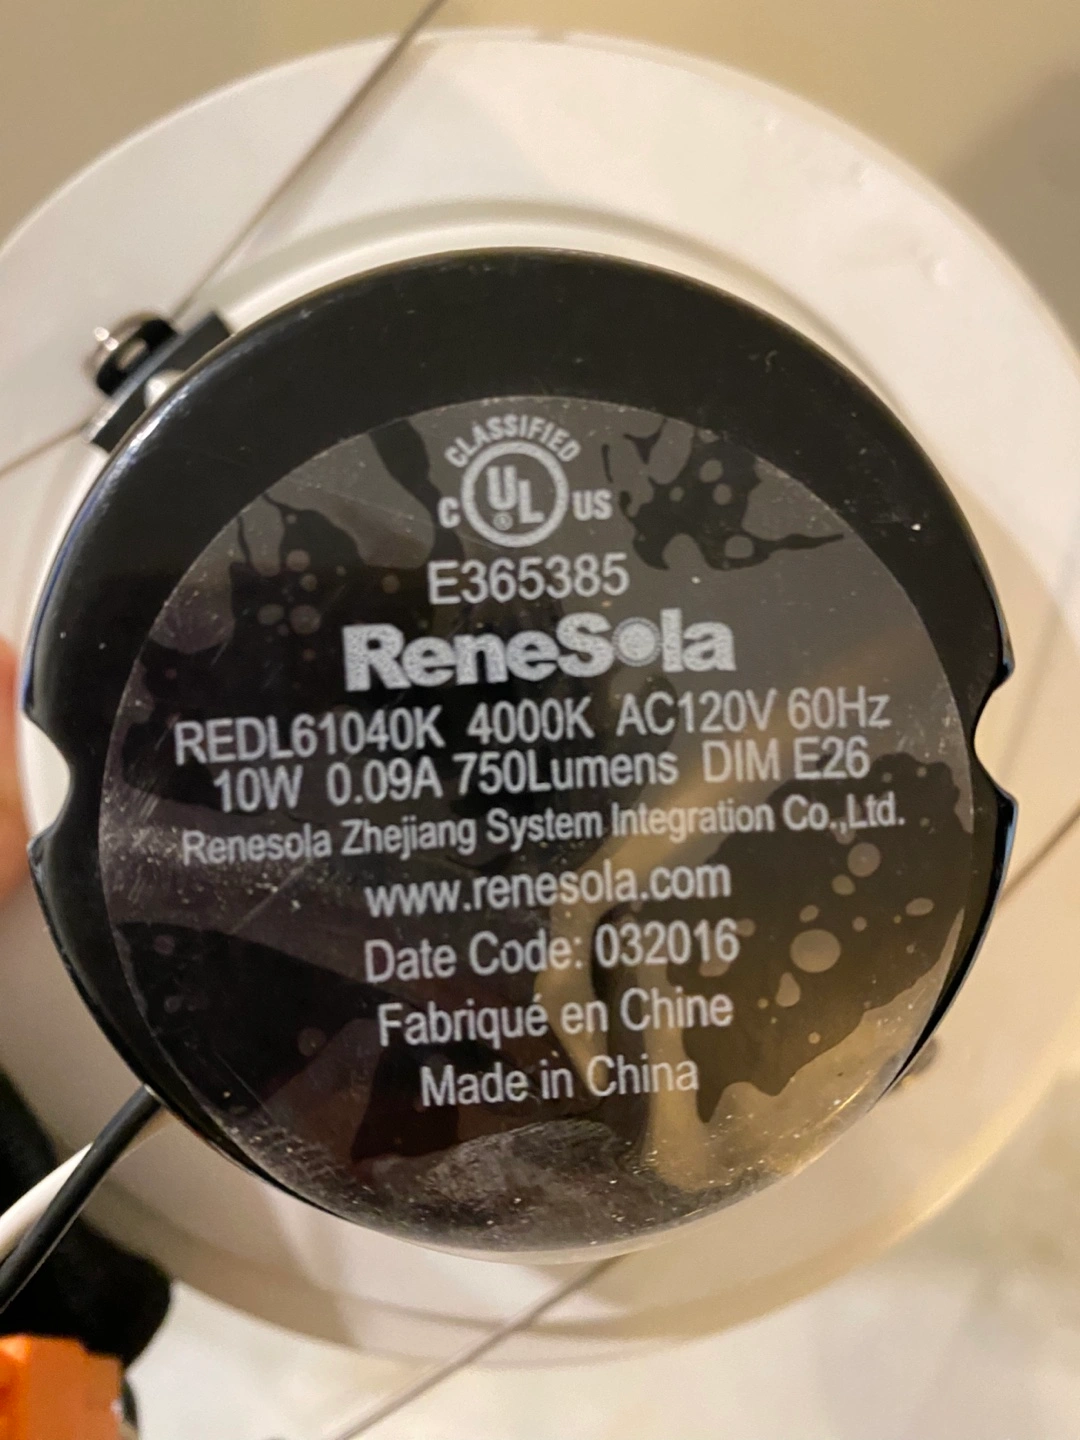 CLASSIFIED
C UL® US
E365385
ReneSola
REDL61040K 4000K AC120V 60Hz
10W 0.09A 750Lumens DIM E26
Renesola Zhejiang System Integration Co.,Ltd.
www.renesola.com
Date Code: 032016
Fabriqué en Chine
Made in China